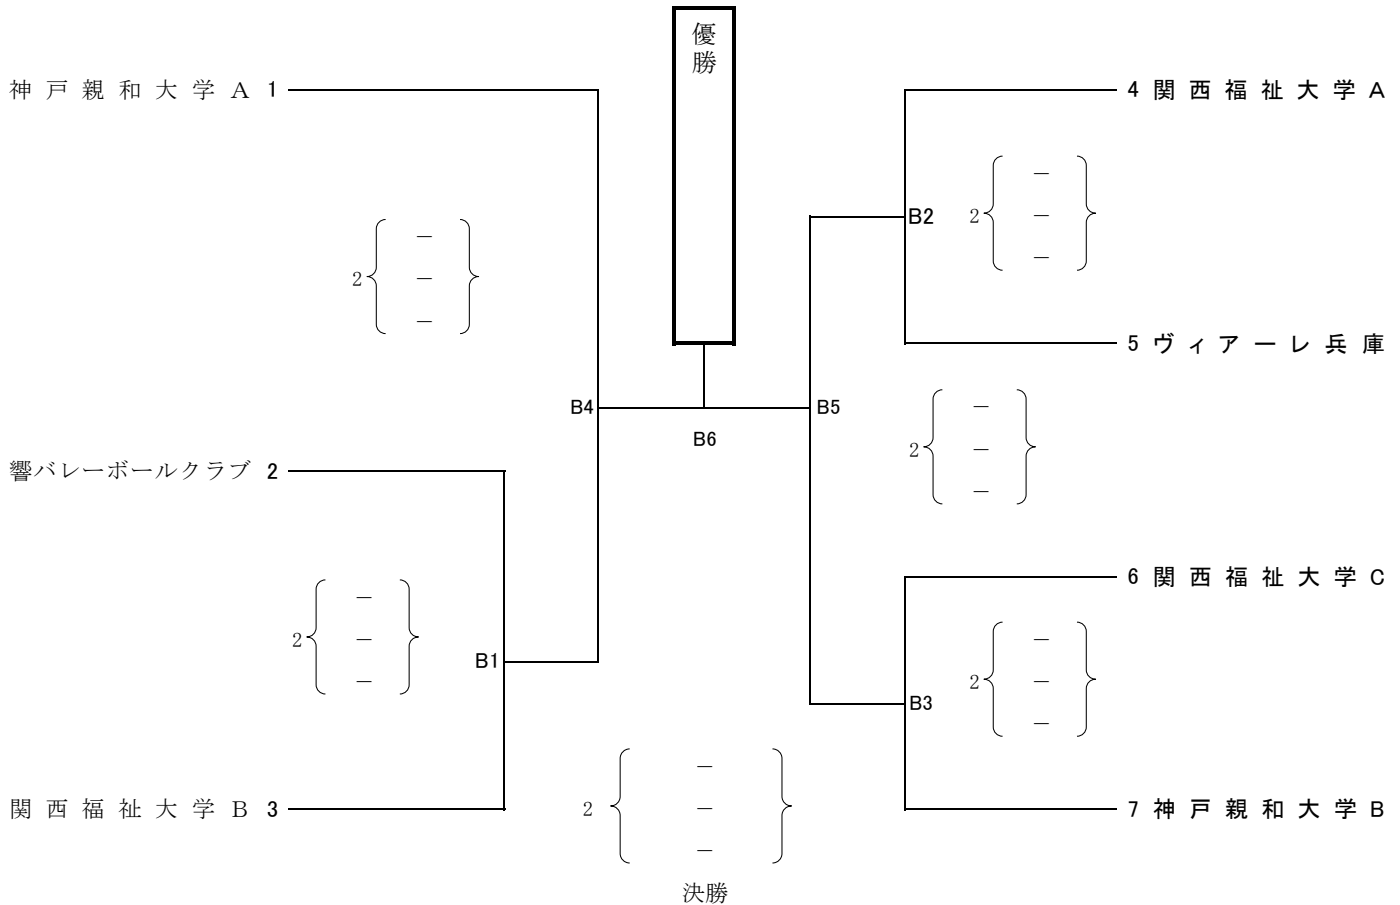 優勝
神戸親和大学A 1
4 関西福祉大学A
2 { － － － }
B2
2 { － － － }
5 ヴィアーレ兵庫
B4
B5
B6
2 { － － － }
響バレーボールクラブ 2
6 関西福祉大学C
2 { － － － }
B1
2 { － － － }
B3
関西福祉大学B 3
2 { － － － }
7 神戸親和大学B
決勝